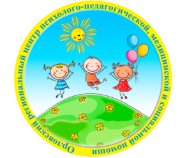 Орловский региональный центр психолого-педагогической, медицинской и социальной помощи